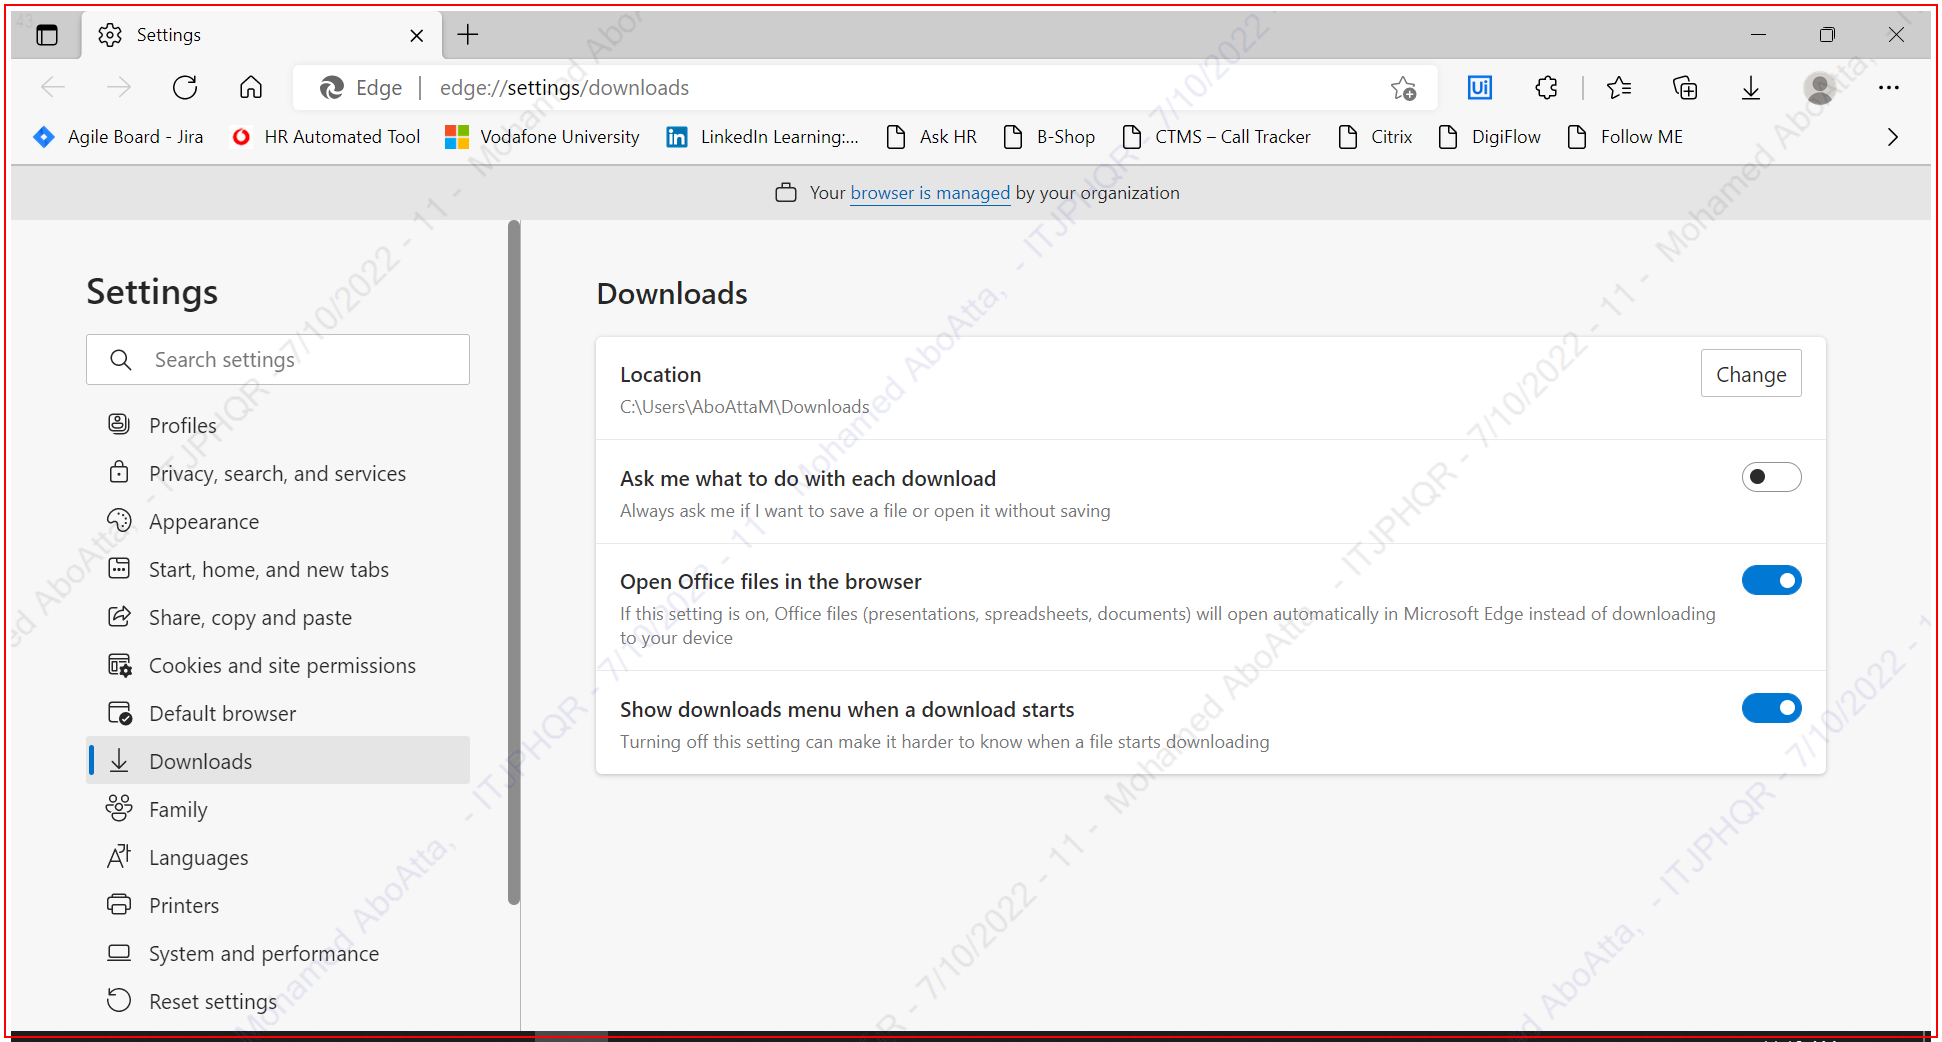 Settings
Edge | edge://settings/downloads
Agile Board - Jira HR Automated Tool Vodafone University LinkedIn Learning:... Ask HR B-Shop CTMS – Call Tracker Citrix DigiFlow Follow ME
Your browser is managed by your organization
Settings
Search settings
Profiles
Privacy, search, and services
Appearance
Start, home, and new tabs
Share, copy and paste
Cookies and site permissions
Default browser
Downloads
Family
Languages
Printers
System and performance
Reset settings
Downloads
Location
Change
C:\Users\AboAttaM\Downloads
Ask me what to do with each download
Always ask me if I want to save a file or open it without saving
Open Office files in the browser
If this setting is on, Office files (presentations, spreadsheets, documents) will open automatically in Microsoft Edge instead of downloading
to your device
Show downloads menu when a download starts
Turning off this setting can make it harder to know when a file starts downloading
Mohamed AboAtta, - ITJPHQR - 7/10/2022 - 11 -